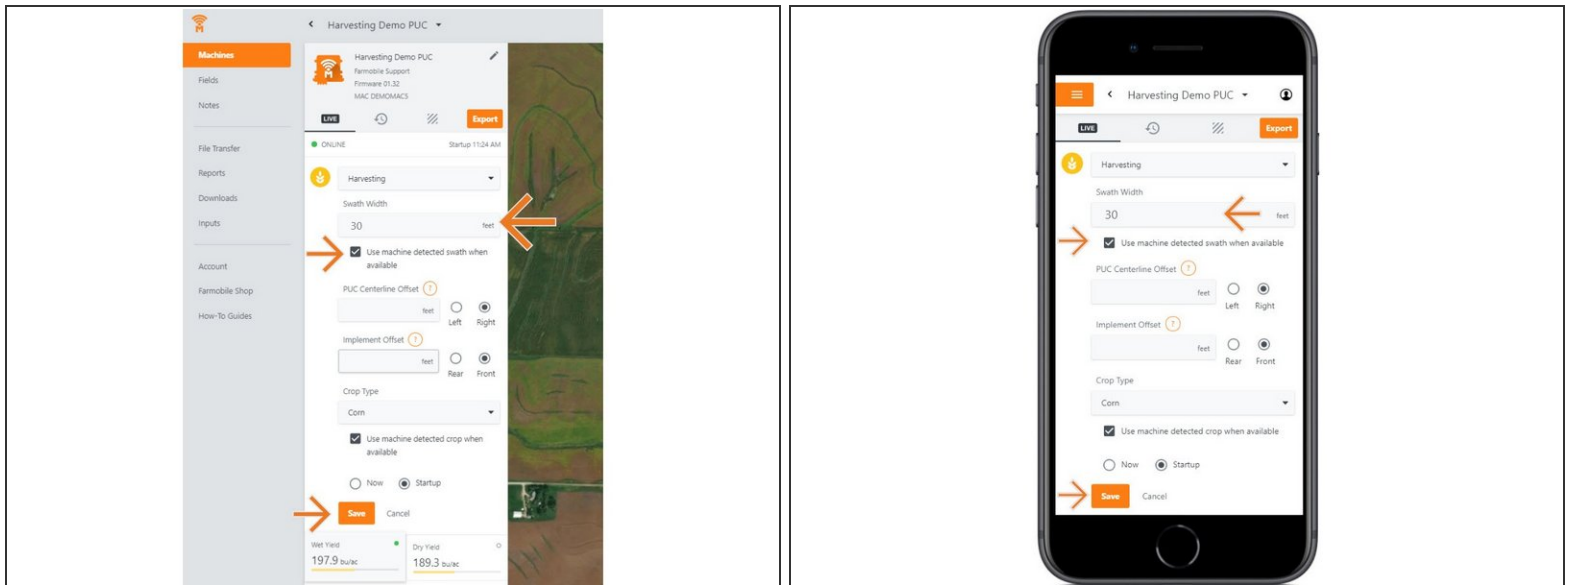 Harvesting Demo PUC
Machines
Fields
Notes
File Transfer
Reports
Downloads
Inputs
Account
Farmobile Shop
How-To Guides
Harvesting Demo PUC
Farmobile Support
Firmware 01.32
MAC DEMOMAC5
LIVE
Export
ONLINE Startup 11:24 AM
Harvesting
Swath Width
30 feet
Use machine detected swath when
available
PUC Centerline Offset ?
feet
Left Right
Implement Offset ?
feet
Rear Front
Crop Type
Corn
Use machine detected crop when
available
Now Startup
Save Cancel
Wet Yield Dry Yield
197.9 bu/ac 189.3 bu/ac
Harvesting Demo PUC
LIVE Export
Harvesting
Swath Width
30 feet
Use machine detected swath when available
PUC Centerline Offset ?
feet
Left Right
Implement Offset ?
feet
Rear Front
Crop Type
Corn
Use machine detected crop when available
Now Startup
Save Cancel